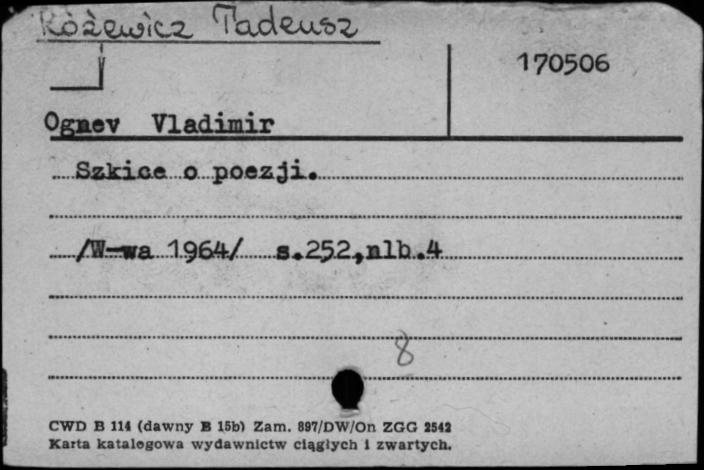 Różewicz Tadeusz
170506
Ognev Vladimir
Szkice o poezji.
/W-wa 1964/ s.252,nlb.4
8
CWD B 114 (dawny B 15b) Zam. 897/DW/On ZGG 2542
Karta katalogowa wydawnictw ciągłych i zwartych.